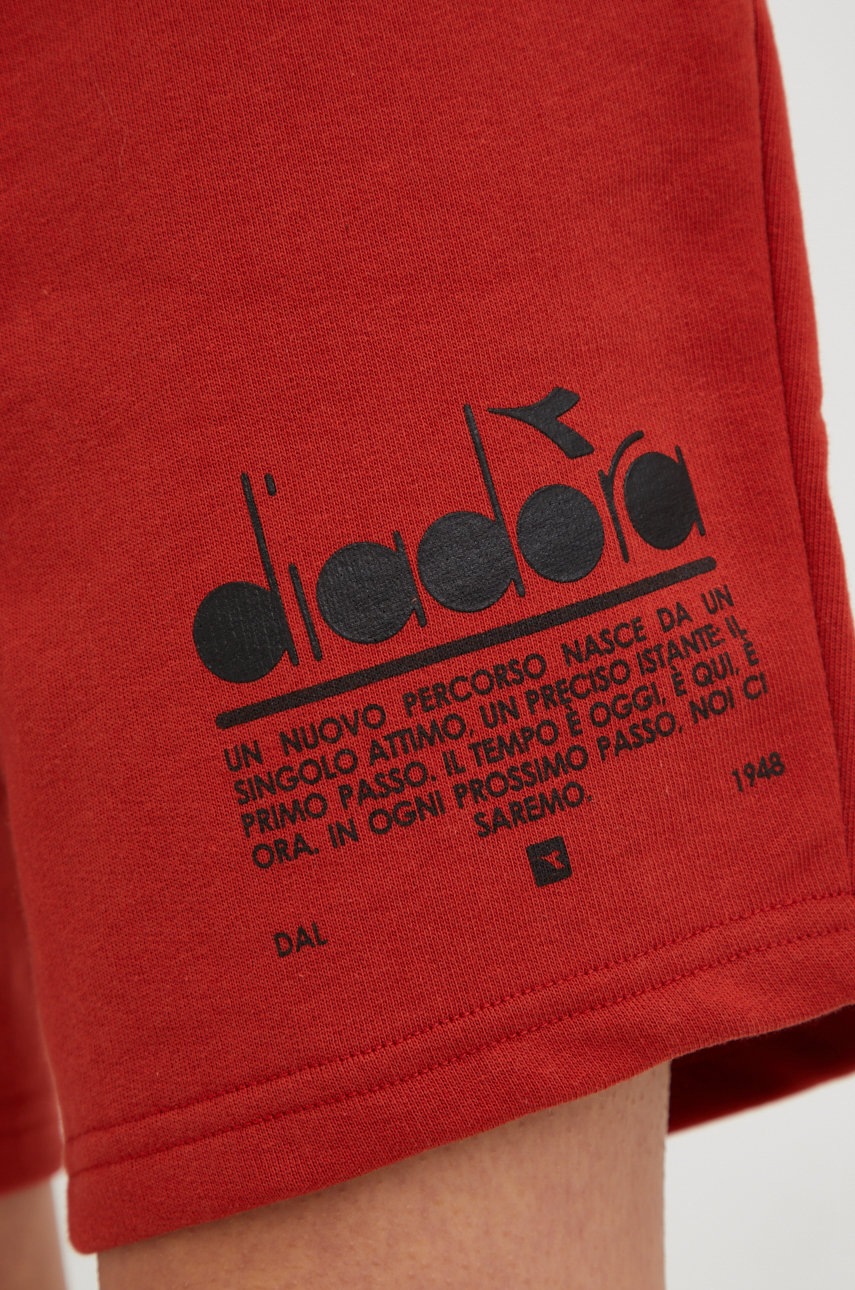 diadora
UN NUOVO PERCORSO NASCE DA UN
SINGOLO ATTIMO, UN PRECISO ISTANTE: IL
PRIMO PASSO. IL TEMPO È OGGI, È QUI, È
ORA. IN OGNI PROSSIMO PASSO, NOI CI
SAREMO.
DAL 1948